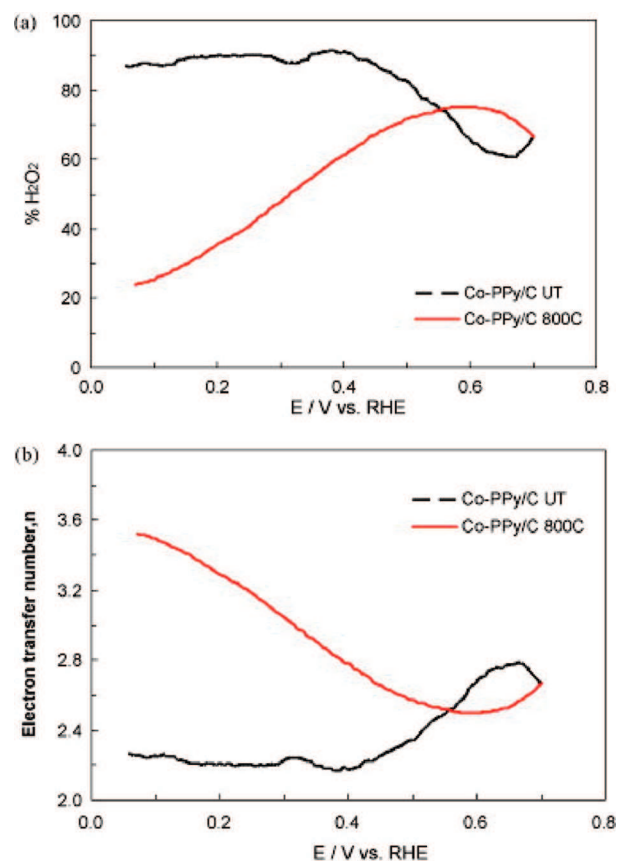 (a)
100
80
60
40
20
0
% H₂O₂
Co-PPy/C UT
Co-PPy/C 800C
0.0 0.2 0.4 0.6 0.8
E / V vs. RHE
(b)
4.0
3.6
3.2
2.8
2.4
2.0
Electron transfer number,n
Co-PPy/C UT
Co-PPy/C 800C
0.0 0.2 0.4 0.6 0.8
E / V vs. RHE